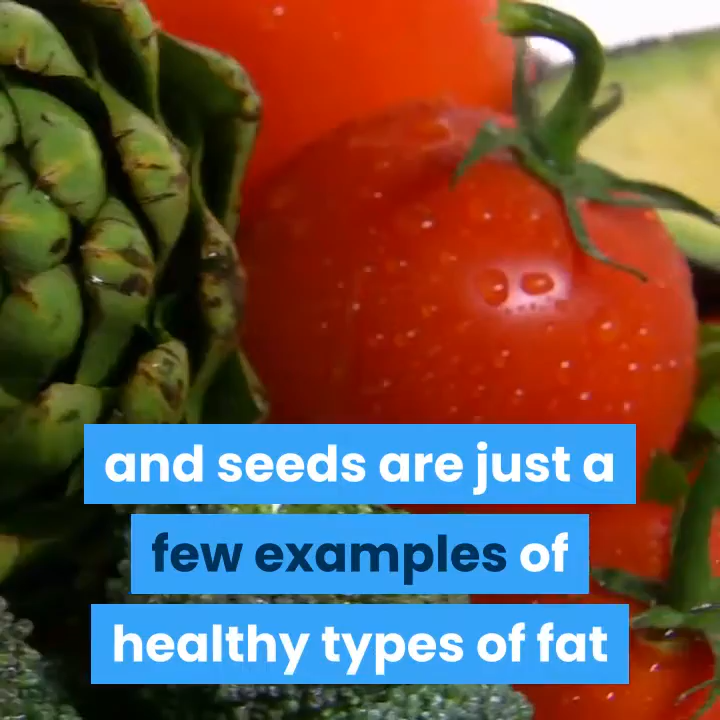 and seeds are just a
few examples of
healthy types of fat